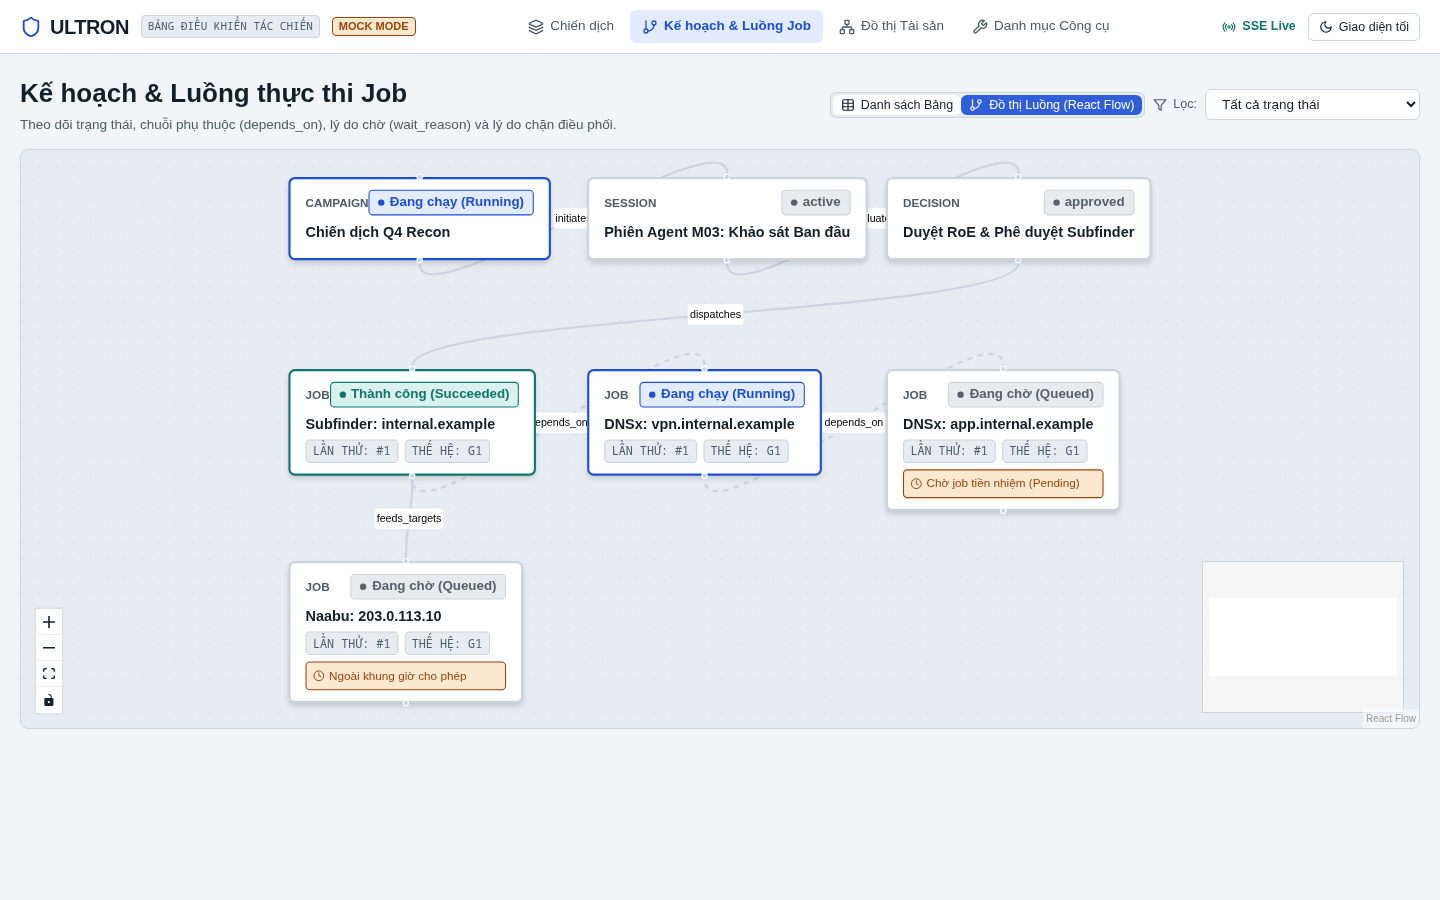 ULTRON
BẢNG ĐIỀU KHIỂN TÁC CHIẾN
MOCK MODE
Chiến dịch
Kế hoạch & Luồng Job
Đồ thị Tài sản
Danh mục Công cụ
SSE Live
Giao diện tối
Kế hoạch & Luồng thực thi Job
Theo dõi trạng thái, chuỗi phụ thuộc (depends_on), lý do chờ (wait_reason) và lý do chặn điều phối.
Danh sách Bảng
Đồ thị Luồng (React Flow)
Lọc:
Tất cả trạng thái
CAMPAIGN
Đang chạy (Running)
Chiến dịch Q4 Recon
initiate
SESSION
active
Phiên Agent M03: Khảo sát Ban đầu
luate
DECISION
approved
Duyệt RoE & Phê duyệt Subfinder
dispatches
JOB
Thành công (Succeeded)
Subfinder: internal.example
LẦN THỬ: #1
THẾ HỆ: G1
epends_on
JOB
Đang chạy (Running)
DNSx: vpn.internal.example
LẦN THỬ: #1
THẾ HỆ: G1
depends_on
JOB
Đang chờ (Queued)
DNSx: app.internal.example
LẦN THỬ: #1
THẾ HỆ: G1
Chờ job tiền nhiệm (Pending)
feeds_targets
JOB
Đang chờ (Queued)
Naabu: 203.0.113.10
LẦN THỬ: #1
THẾ HỆ: G1
Ngoài khung giờ cho phép
React Flow